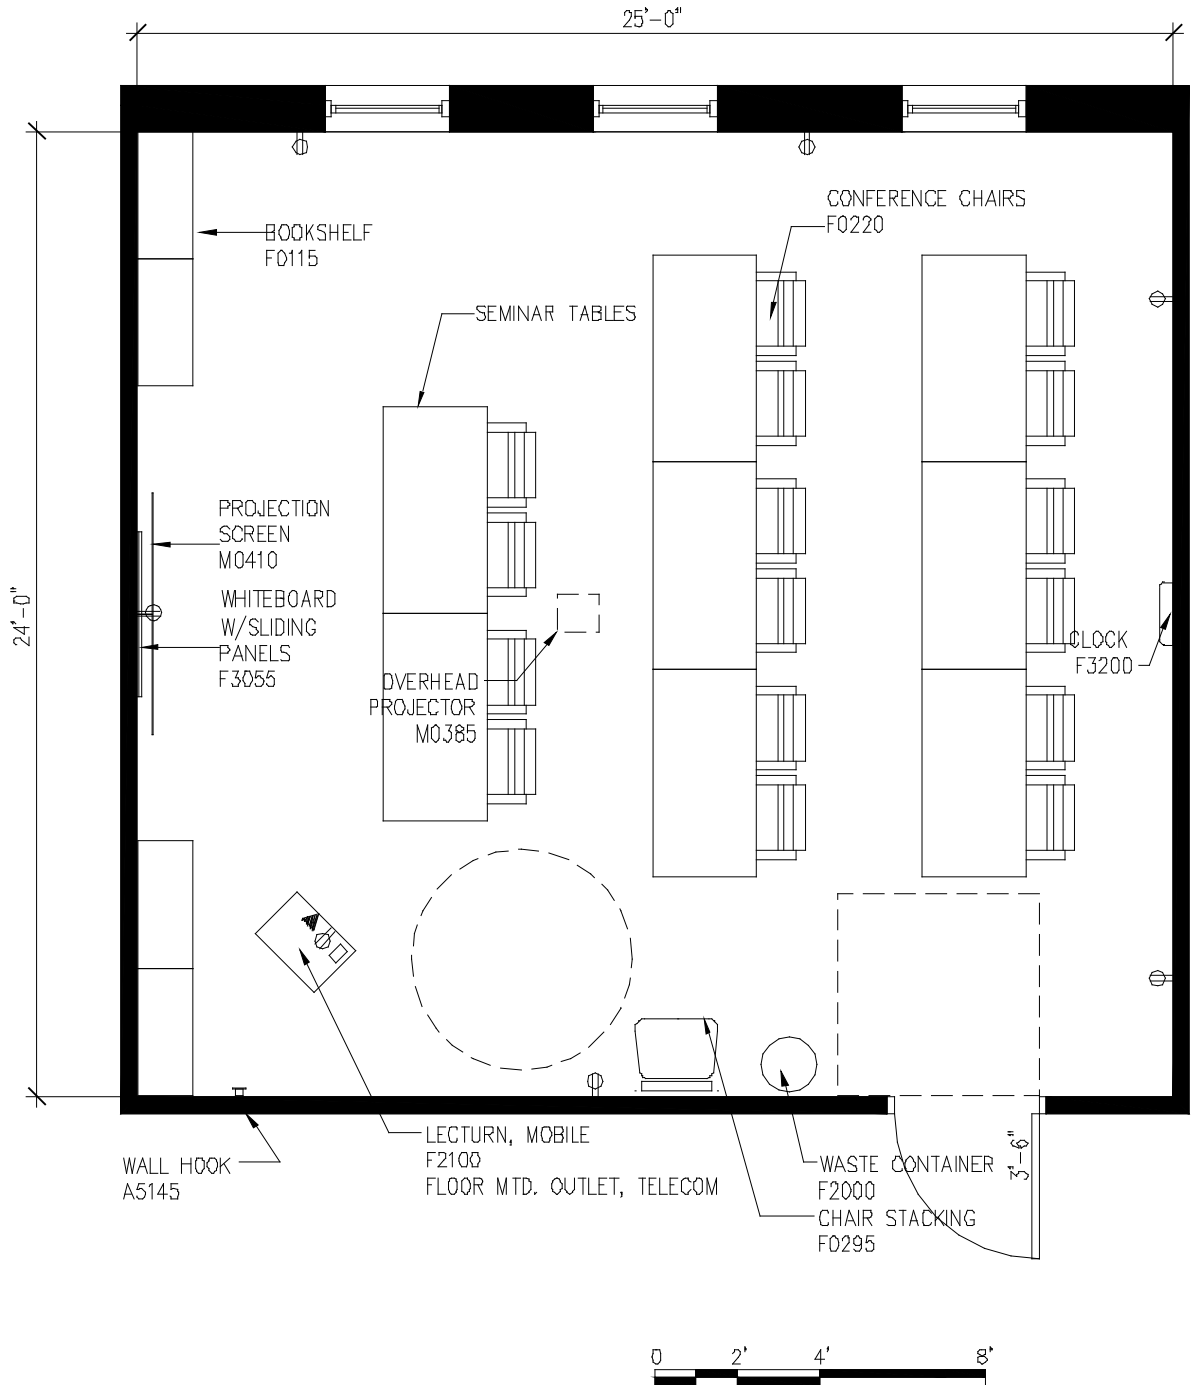 25'-0"
CONFERENCE CHAIRS
F0220
BOOKSHELF
F0115
SEMINAR TABLES
PROJECTION
SCREEN
M0410
WHITEBOARD
W/SLIDING
PANELS
F3055
24'-0"
CLOCK
F3200
OVERHEAD
PROJECTOR
M0385
LECTURN, MOBILE
F2100
FLOOR MTD. OUTLET, TELECOM
WALL HOOK
A5145
3'-6"
WASTE CONTAINER
F2000
CHAIR STACKING
F0295
0 2' 4' 8'